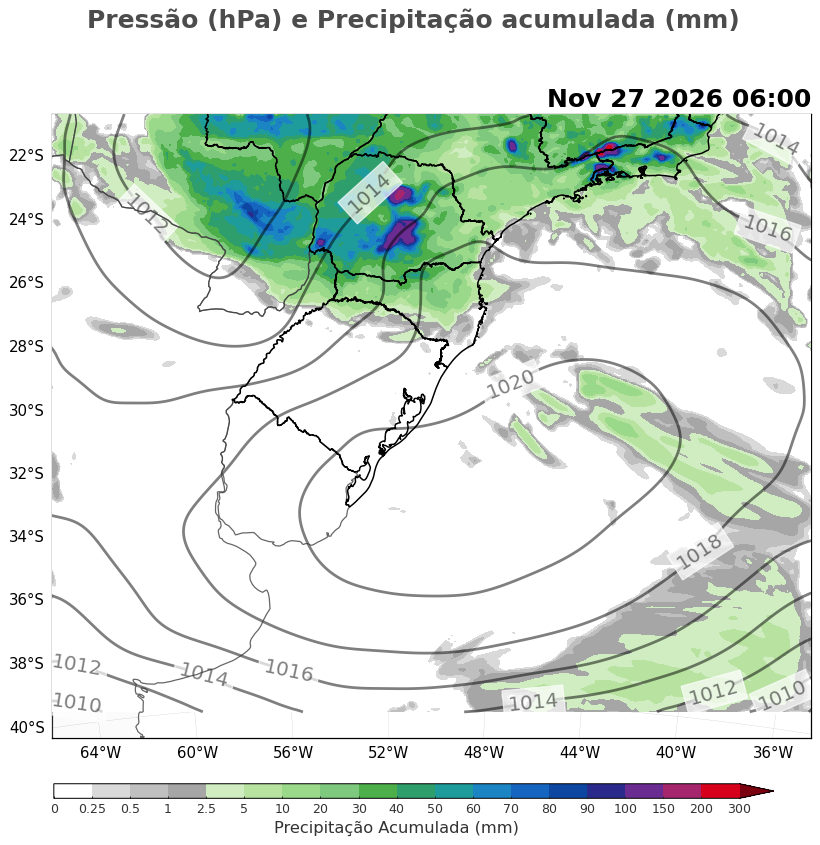 Pressão (hPa) e Precipitação acumulada (mm)
Nov 27 2026 06:00
22°S
24°S
26°S
28°S
30°S
32°S
34°S
36°S
38°S
40°S
1014
1016
1012
1014
1020
1018
1012
1014
1016
1010
1014
1012
1010
64°W 60°W 56°W 52°W 48°W 44°W 40°W 36°W
0 0.25 0.5 1 2.5 5 10 20 30 40 50 60 70 80 90 100 150 200 300
Precipitação Acumulada (mm)